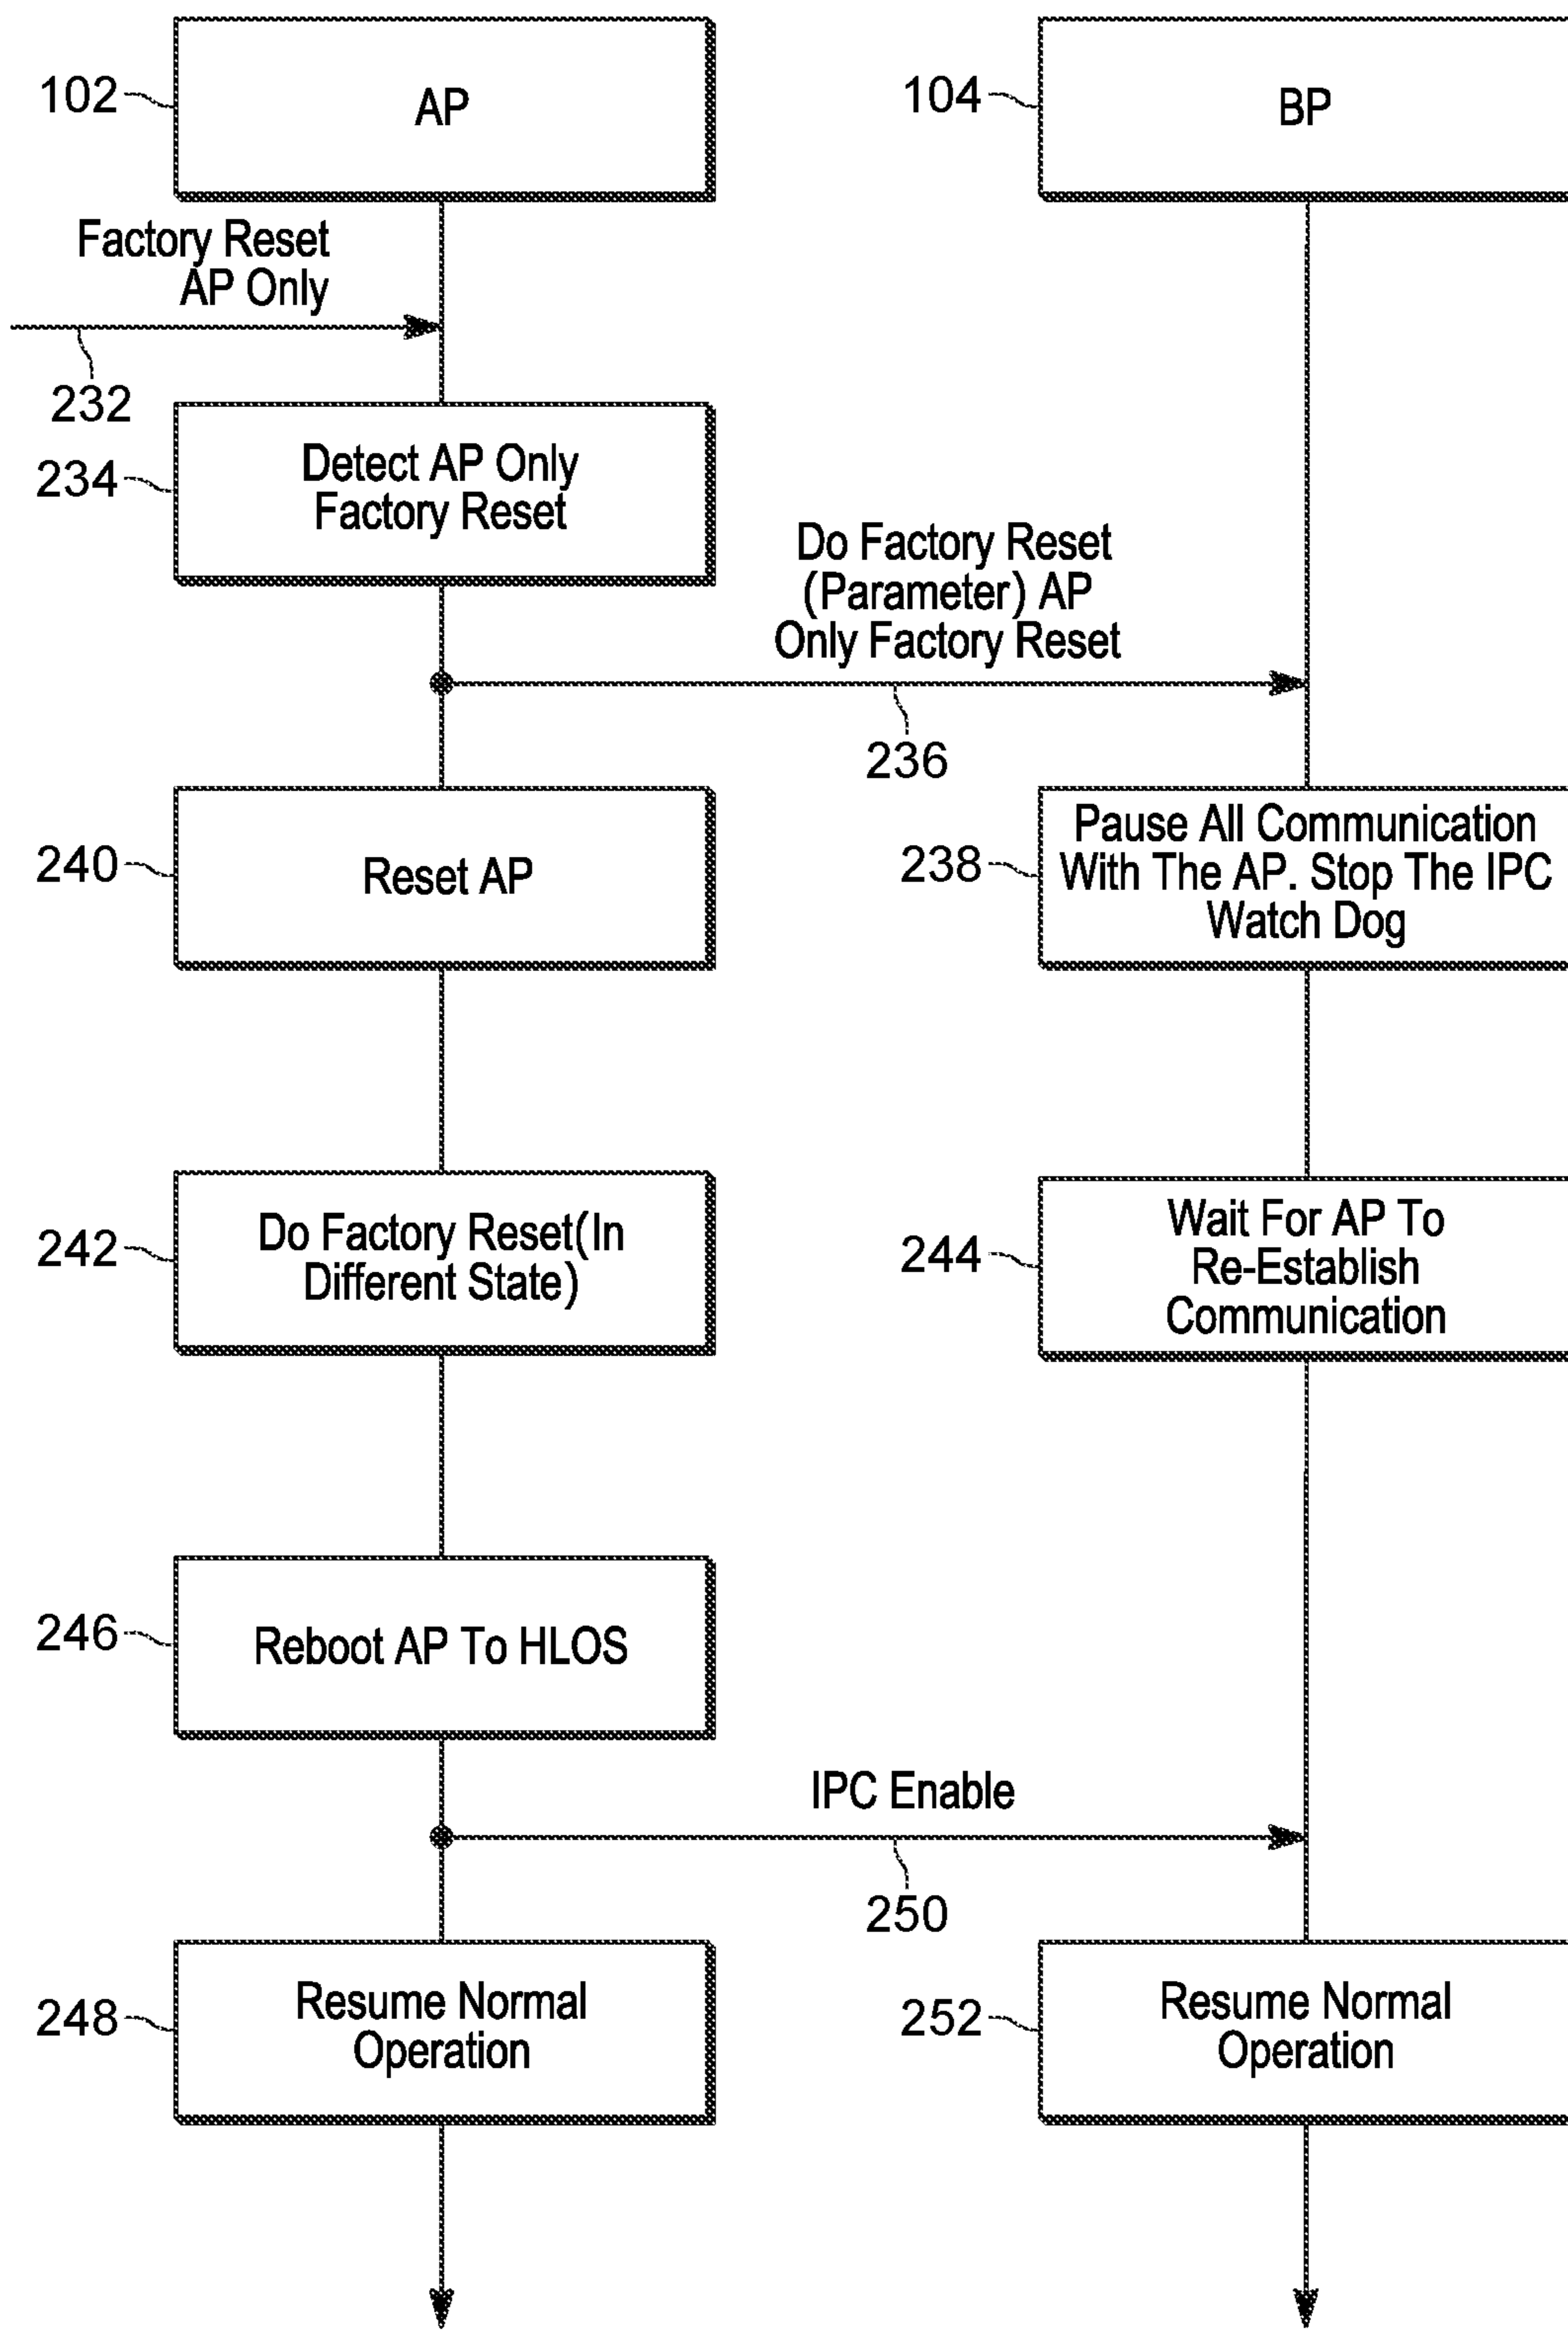 102
AP
104
BP
Factory Reset
AP Only
232
234
Detect AP Only
Factory Reset
Do Factory Reset
(Parameter) AP
Only Factory Reset
236
240
Reset AP
238
Pause All Communication
With The AP. Stop The IPC
Watch Dog
242
Do Factory Reset(In
Different State)
244
Wait For AP To
Re-Establish
Communication
246
Reboot AP To HLOS
IPC Enable
250
248
Resume Normal
Operation
252
Resume Normal
Operation